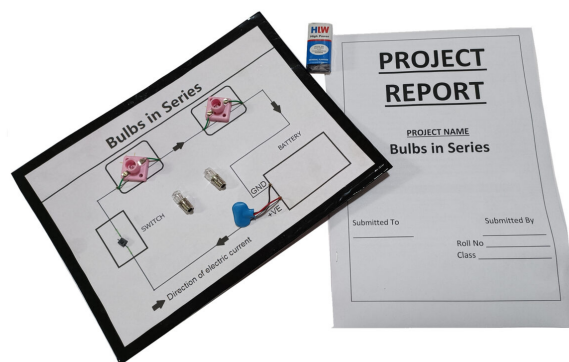 Bulbs in Series
BATTERY
GND
+VE
SWITCH
Direction of electric current
HW
High Power
PROJECT
REPORT
PROJECT NAME
Bulbs in Series
Submitted To
Submitted By
Roll No
Class